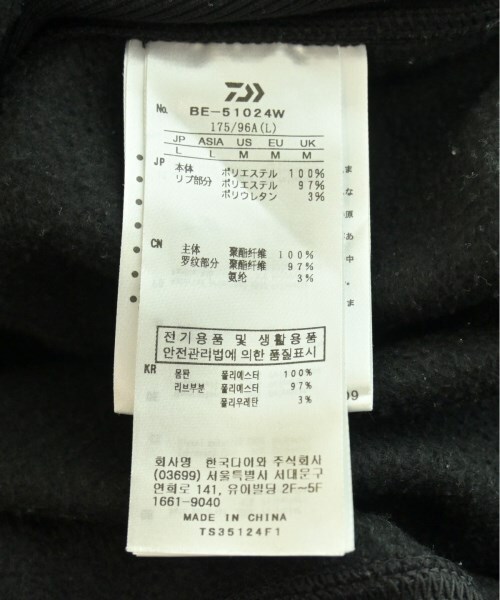 No. BE-51024W
175/96A(L)
JP ASIA US EU UK
L L M M M
JP 本体 ポリエステル 100%
リブ部分 ポリエステル 97%
ポリウレタン 3%
CN 主体 聚酯纤维 100%
罗纹部分 聚酯纤维 97%
氨纶 3%
전기용품 및 생활용품
안전관리법에 의한 품질표시
KR 몸판 폴리에스터 100%
리브부분 폴리에스터 97%
폴리우레탄 3%
회사명 한국다이와 주식회사
(03699) 서울특별시 서대문구
연희로 141, 유이빌딩 2F~5F
1661-9040
MADE IN CHINA
TS35124F1